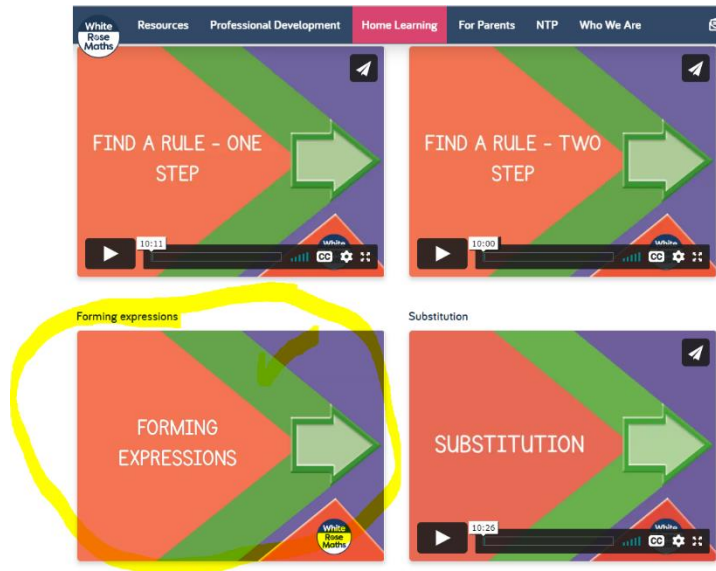 White Rose Maths
Resources Professional Development Home Learning For Parents NTP Who We Are
FIND A RULE - ONE
STEP
10:11
CC
FIND A RULE - TWO
STEP
10:00
CC
Forming expressions
FORMING
EXPRESSIONS
White
Rose
Maths
Substitution
SUBSTITUTION
10:26
CC